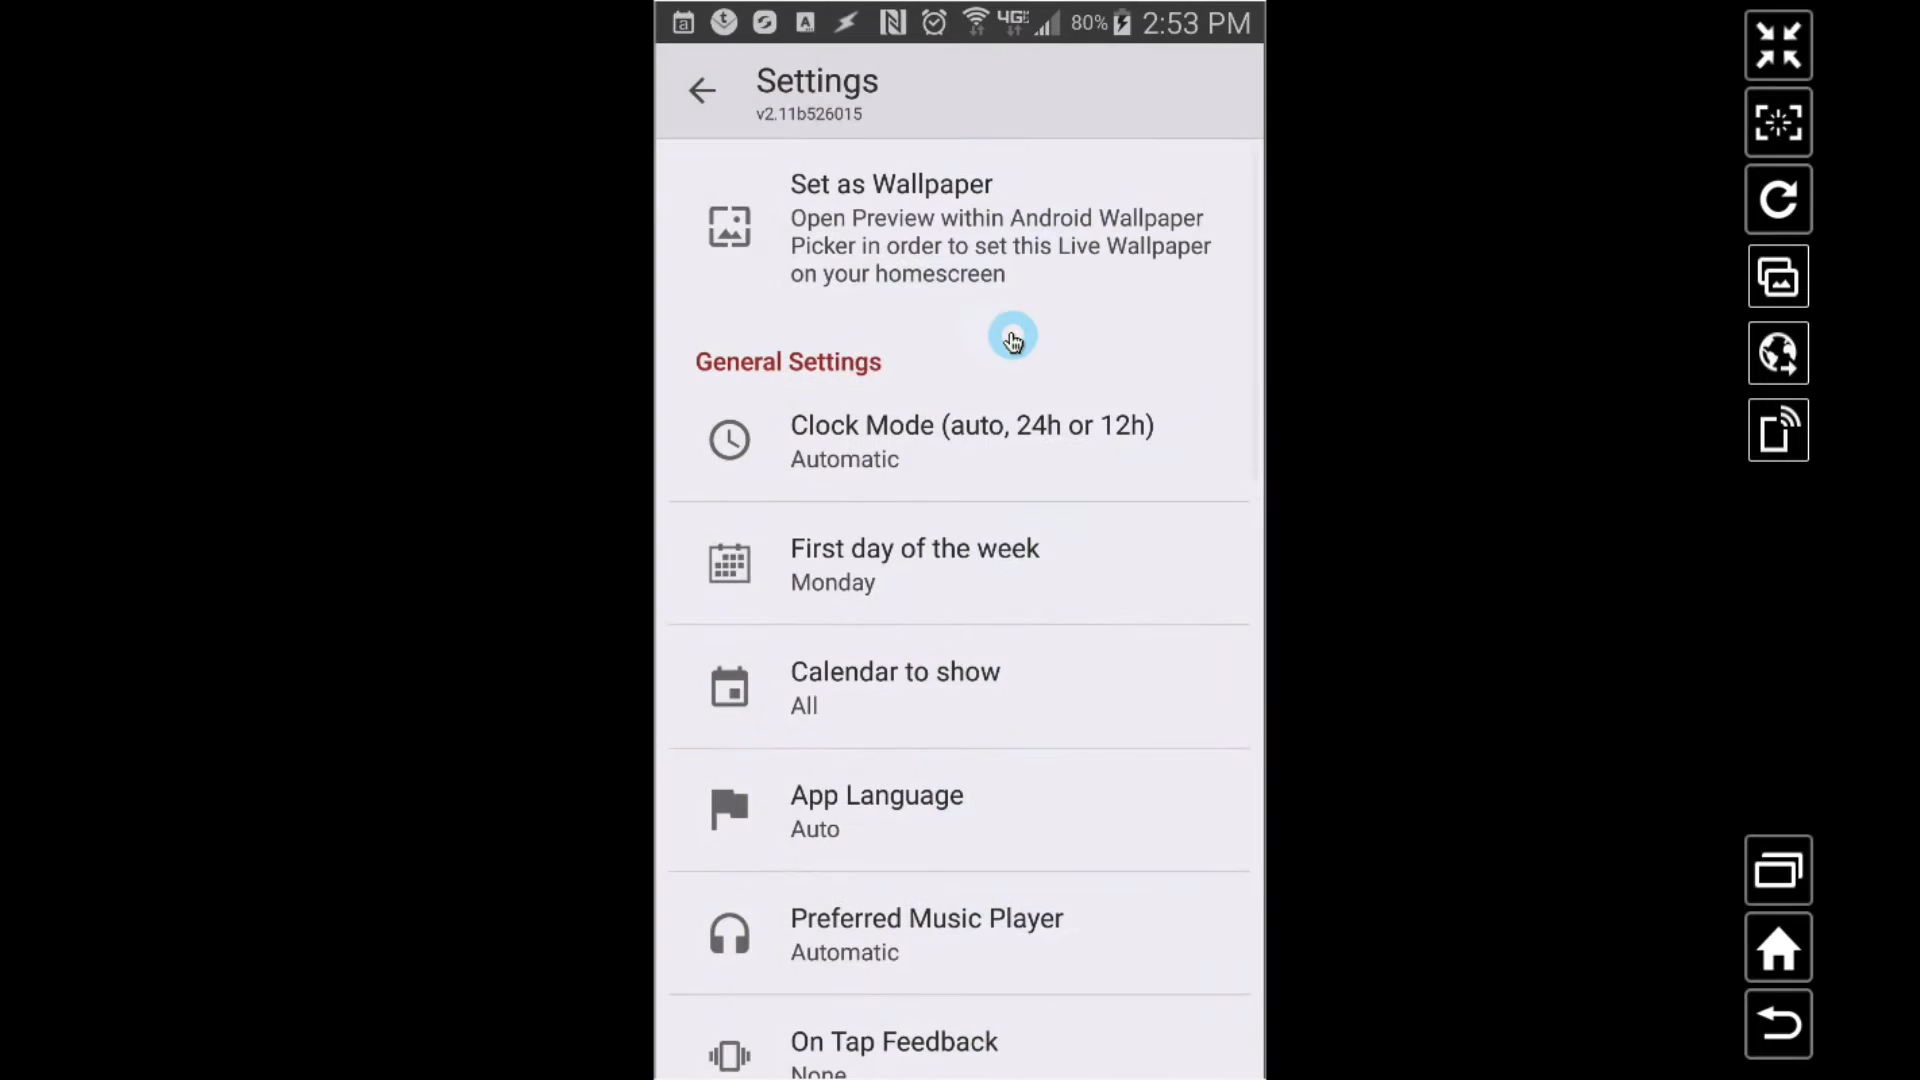 4G 80% 2:53 PM
Settings
v2.11b526015
Set as Wallpaper
Open Preview within Android Wallpaper
Picker in order to set this Live Wallpaper
on your homescreen
General Settings
Clock Mode (auto, 24h or 12h)
Automatic
First day of the week
Monday
Calendar to show
All
App Language
Auto
Preferred Music Player
Automatic
On Tap Feedback
None